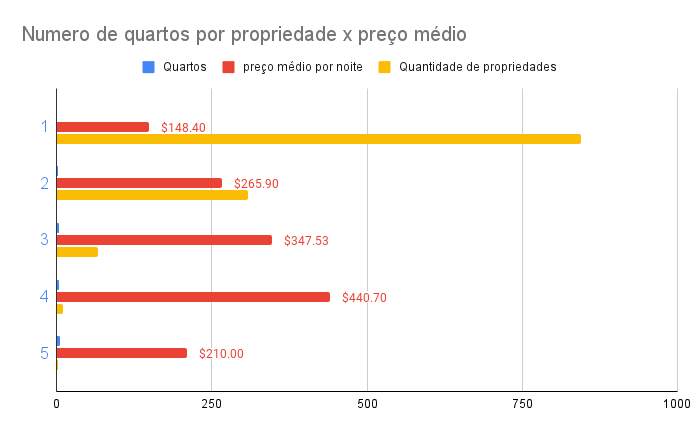 Numero de quartos por propriedade x preço médio
Quartos preço médio por noite Quantidade de propriedades
1 $148.40
2 $265.90
3 $347.53
4 $440.70
5 $210.00
0 250 500 750 1000